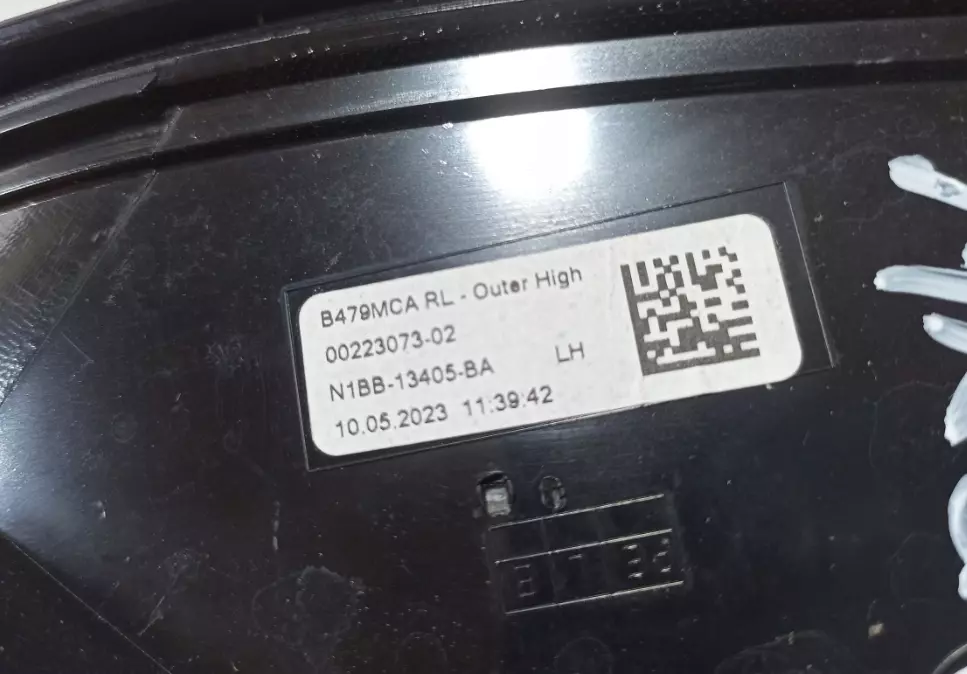 B479MCA RL - Outer High
00223073-02
N1BB-13405-BA LH
10.05.2023 11:39:42